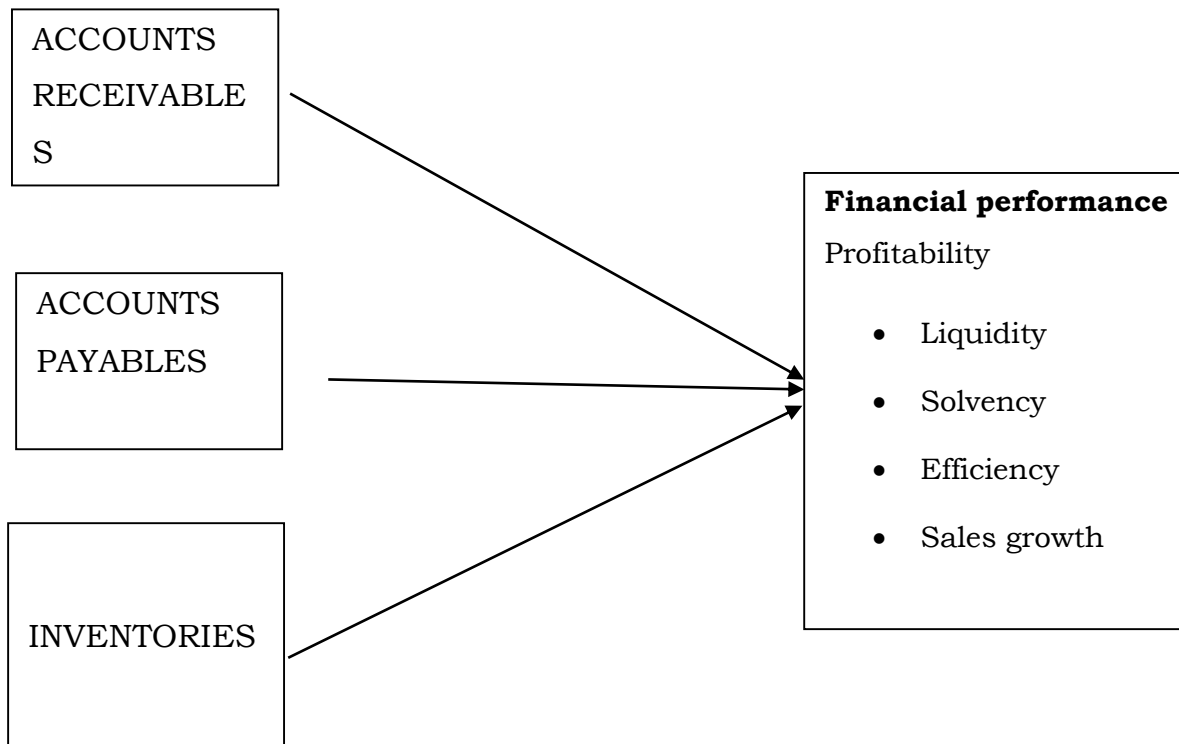 ACCOUNTS
RECEIVABLE
S
ACCOUNTS
PAYABLES
INVENTORIES
Financial performance
Profitability
• Liquidity
• Solvency
• Efficiency
• Sales growth